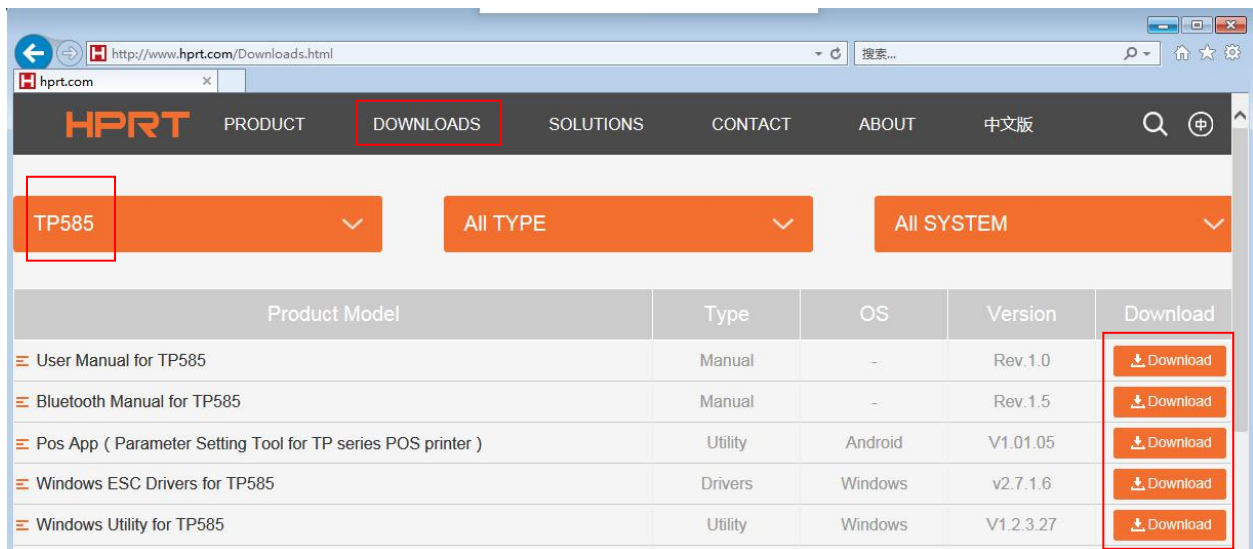 http://www.hprt.com/Downloads.html
搜索...
hprt.com
HPRT PRODUCT DOWNLOADS SOLUTIONS CONTACT ABOUT 中文版 中
TP585 All TYPE All SYSTEM
Product Model Type OS Version Download
User Manual for TP585 Manual - Rev.1.0 Download
Bluetooth Manual for TP585 Manual - Rev.1.5 Download
Pos App ( Parameter Setting Tool for TP series POS printer ) Utility Android V1.01.05 Download
Windows ESC Drivers for TP585 Drivers Windows v2.7.1.6 Download
Windows Utility for TP585 Utility Windows V1.2.3.27 Download